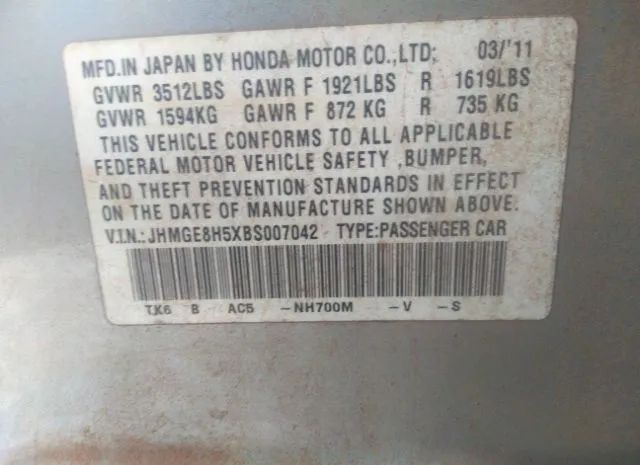 MFD.IN JAPAN BY HONDA MOTOR CO.,LTD; 03/'11
GVWR 3512LBS GAWR F 1921LBS R 1619LBS
GVWR 1594KG GAWR F 872 KG R 735 KG
THIS VEHICLE CONFORMS TO ALL APPLICABLE
FEDERAL MOTOR VEHICLE SAFETY ,BUMPER,
AND THEFT PREVENTION STANDARDS IN EFFECT
ON THE DATE OF MANUFACTURE SHOWN ABOVE.
V.I.N.: JHMGE8H5XBS007042 TYPE:PASSENGER CAR
TK6 B AC5 -NH700M -V -S